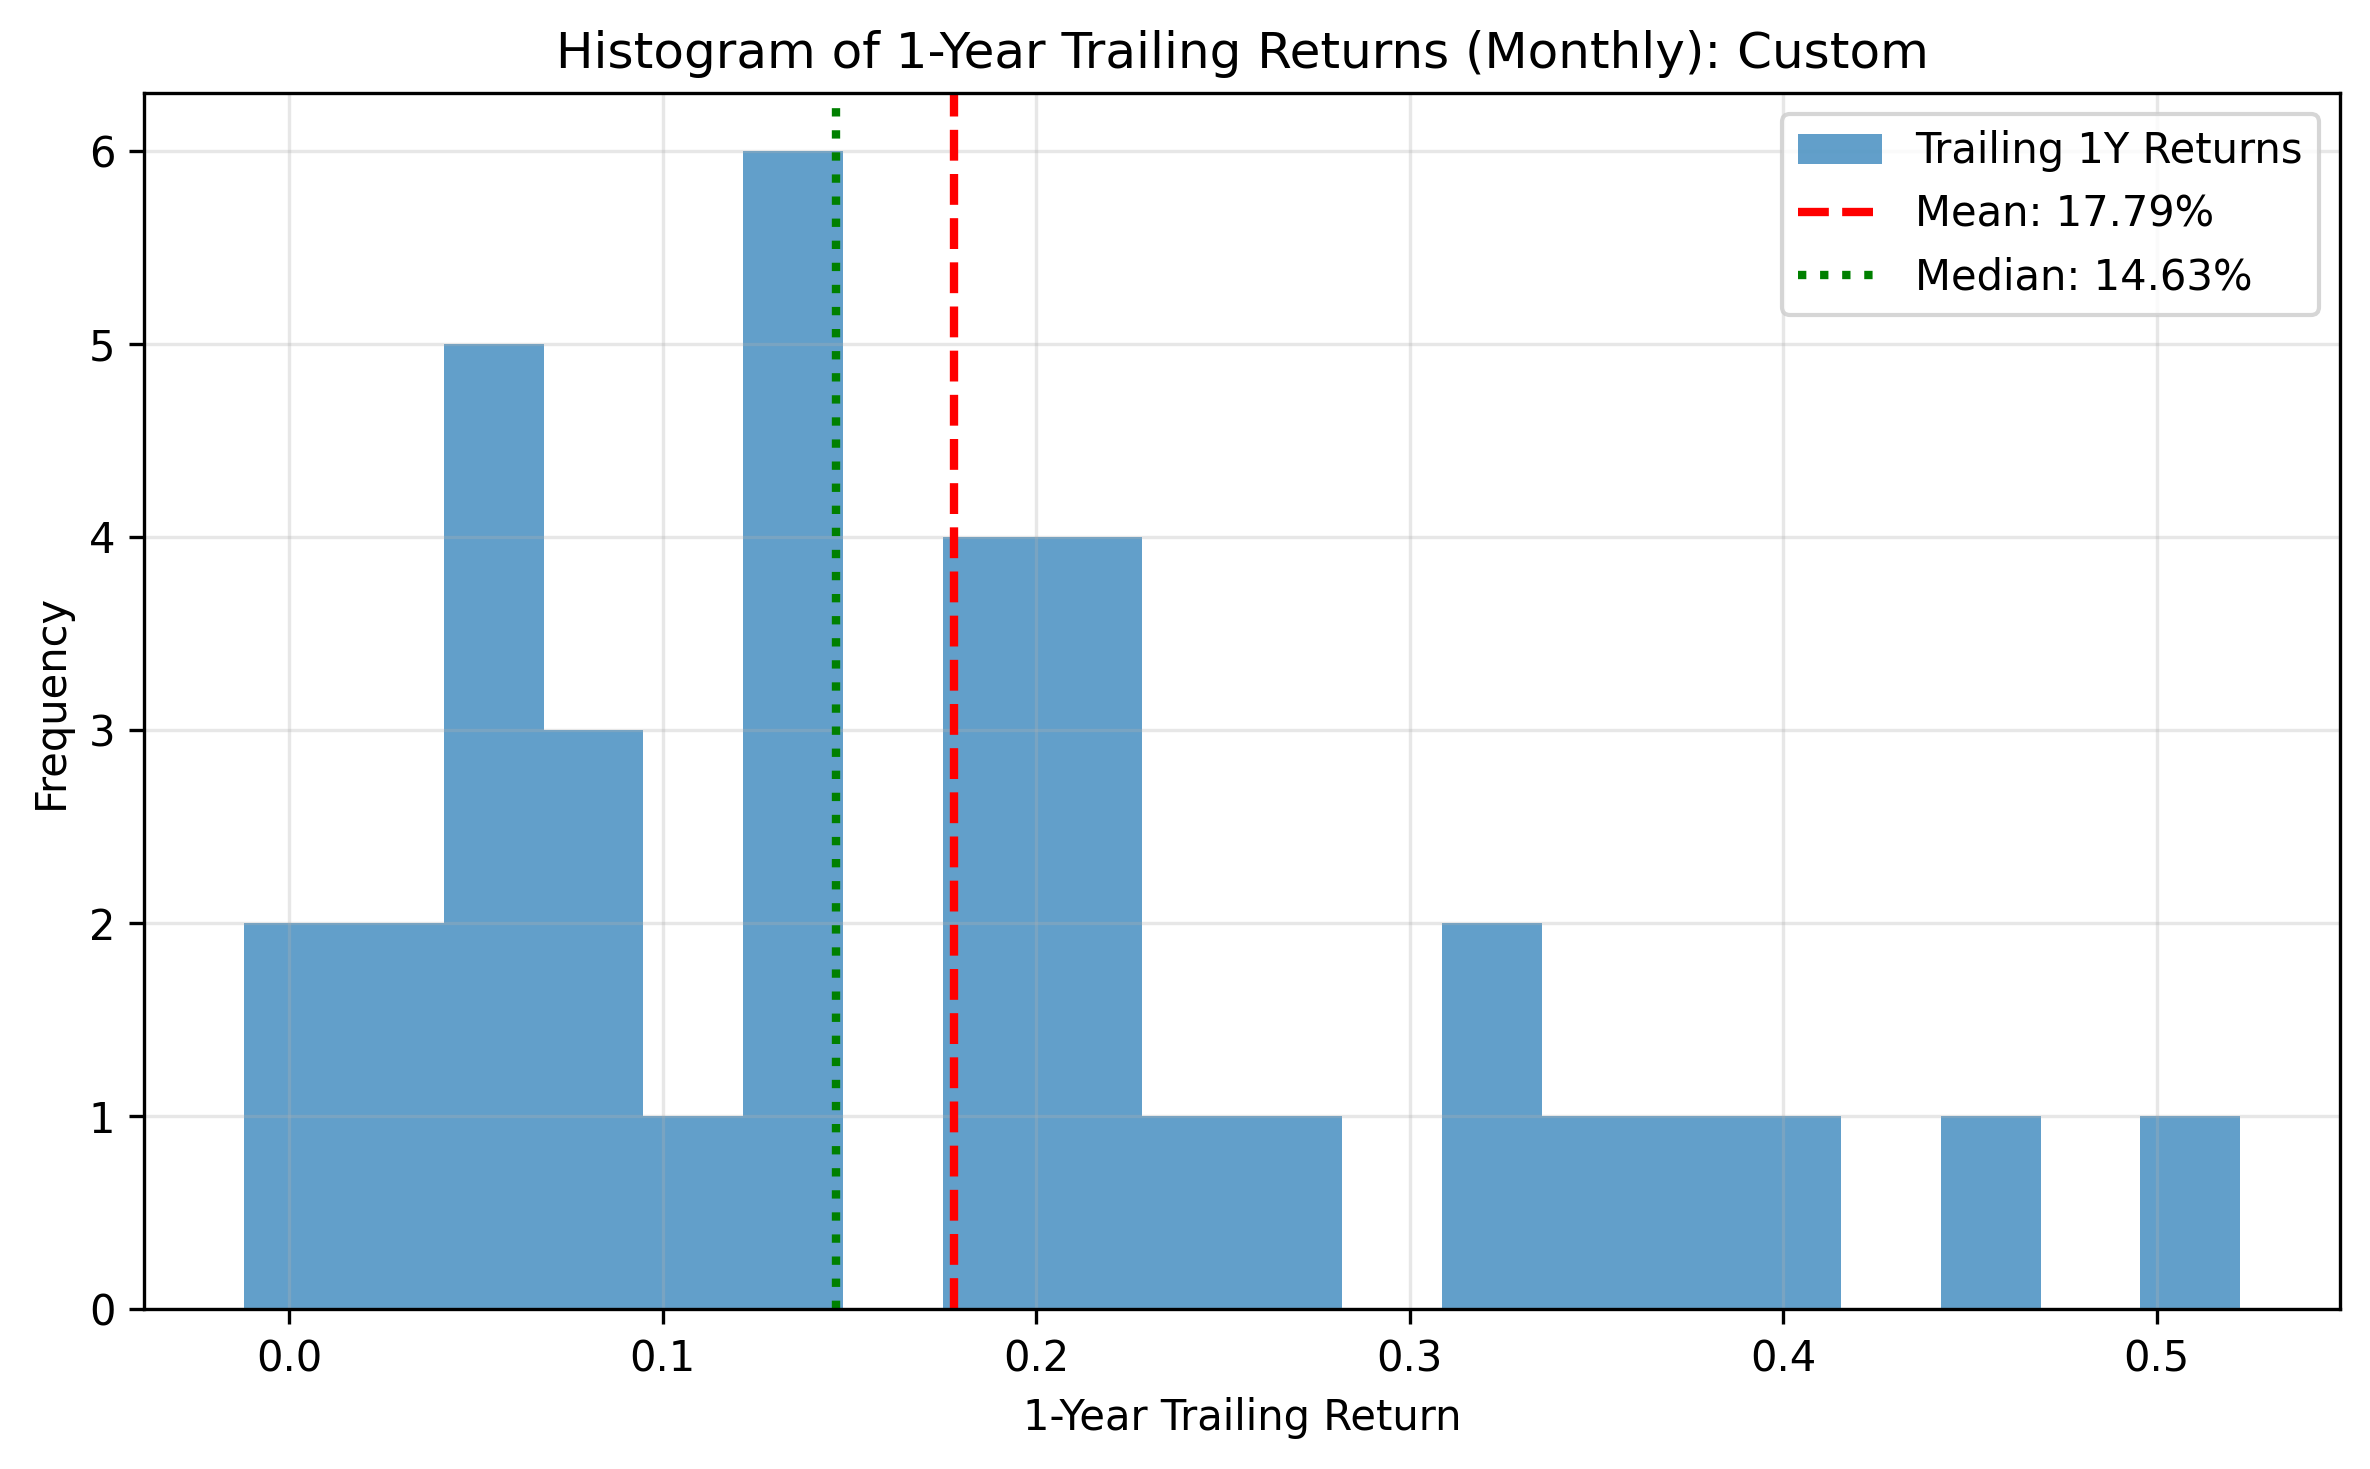 Histogram of 1-Year Trailing Returns (Monthly): Custom
Trailing 1Y Returns
Mean: 17.79%
Median: 14.63%
Frequency
6
5
4
3
2
1
0
0.0 0.1 0.2 0.3 0.4 0.5
1-Year Trailing Return